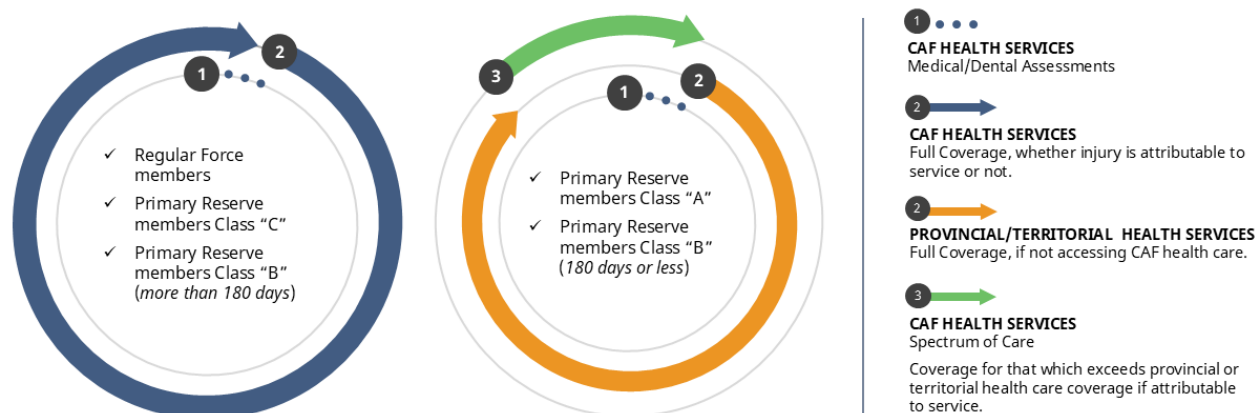 1
2
✓ Regular Force
members
✓ Primary Reserve
members Class “C”
✓ Primary Reserve
members Class “B”
(more than 180 days)
3
1
2
✓ Primary Reserve
members Class “A”
✓ Primary Reserve
members Class “B”
(180 days or less)
1
CAF HEALTH SERVICES
Medical/Dental Assessments
2
CAF HEALTH SERVICES
Full Coverage, whether injury is attributable to
service or not.
2
PROVINCIAL/TERRITORIAL HEALTH SERVICES
Full Coverage, if not accessing CAF health care.
3
CAF HEALTH SERVICES
Spectrum of Care
Coverage for that which exceeds provincial or
territorial health care coverage if attributable
to service.